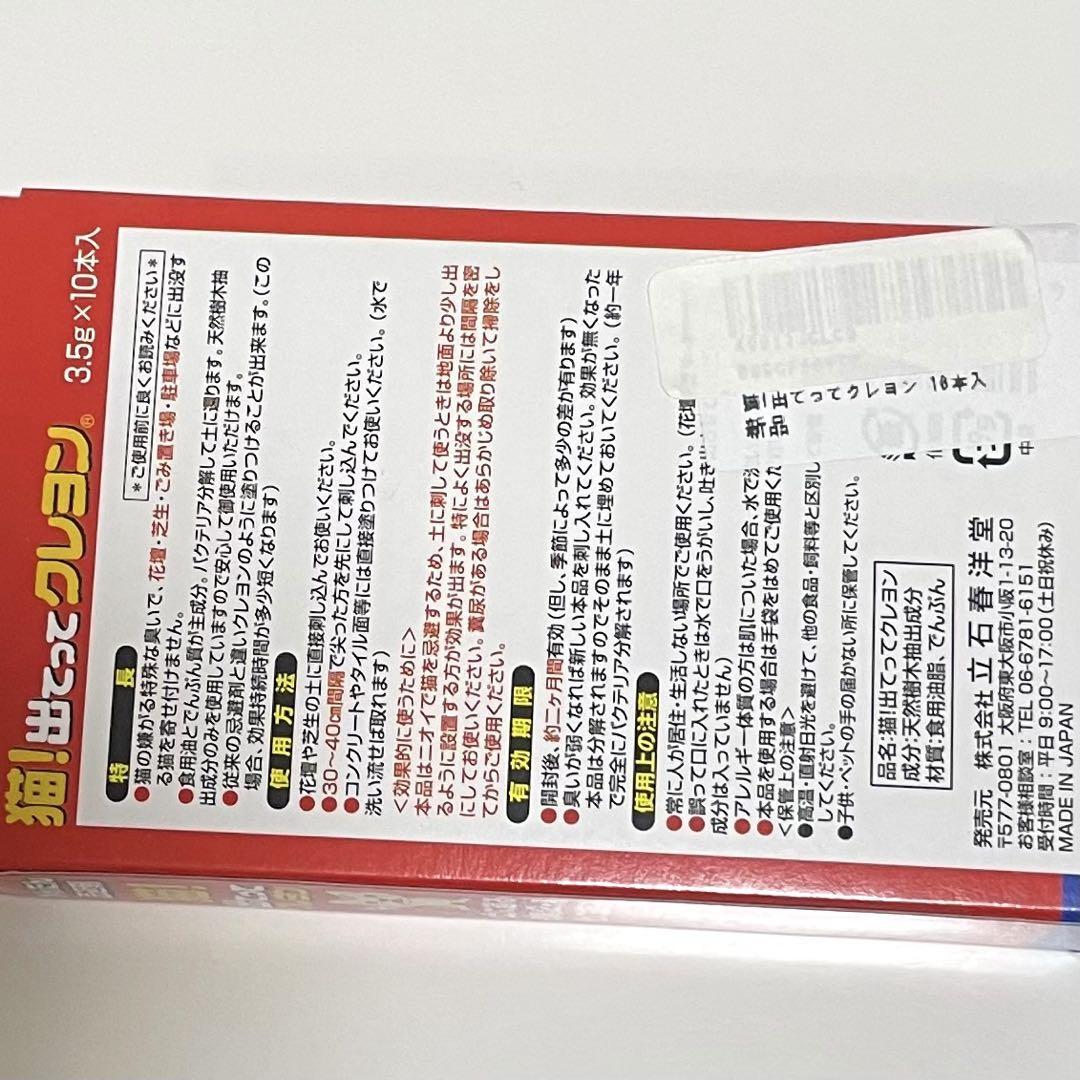 猫!出てってクレヨン® 3.5g×10本入
＊ご使用前に良くお読みください＊
特長
●猫の嫌がる特殊な臭いで、花壇・芝生・ごみ置き場・駐車場などに出没す
る猫を寄せ付けません。
●食用油とでんぷん質が主成分。バクテリア分解して土に還ります。天然樹木抽
出成分のみを使用していますので安心して御使用いただけます。
●従来の忌避剤と違いクレヨンのように塗りつけることが出来ます。（この
場合、効果持続時間が多少短くなります）
使用方法
●花壇や芝生の土に直接刺し込んでお使いください。
●30〜40cm間隔で尖った方を先にして刺し込んでください。
●コンクリートやタイル面等には直接塗りつけてお使いください。（水で
洗い流せば取れます）
＜効果的に使うために＞
本品はニオイで猫を忌避するため、土に刺して使うときは地面より少し出
るように設置する方が効果が出ます。特によく出没する場所には間隔を密
にしてお使いください。糞尿がある場合はあらかじめ取り除いて掃除をし
てからご使用ください。
有効期限
●開封後、約二ヶ月間有効（但し、季節によって多少の差が有ります）
●臭いが弱くなれば新しい本品を刺し入れてください。効果が無くなった
本品は分解されますのでそのまま土に埋めておいてください。（約一年
で完全にバクテリア分解されます）
使用上の注意
●常に人が居住・生活しない場所でご使用ください。（花壇
●誤って口に入れたときは水で口をうがいし、吐き出
成分は入っていません）
●アレルギー体質の方は肌についた場合、水で
●本品を使用する場合は手袋をはめてご使用くだ
＜保管上の注意＞
●高温・直射日光を避けて、他の食品・飼料等と区別し
してください。
●子供・ペットの手の届かない所に保管してください。
品名:猫!出てってクレヨン
成分:天然樹木抽出成分
材質:食用油脂、でんぷん
出てってクレヨン 10本入
発売元 株式会社 立石春洋堂
〒577-0801 大阪府東大阪市小阪1-13-20
お客様相談室：TEL 06-6781-6151
受付時間：平日 9:00〜17:00（土日祝休み）
MADE IN JAPAN